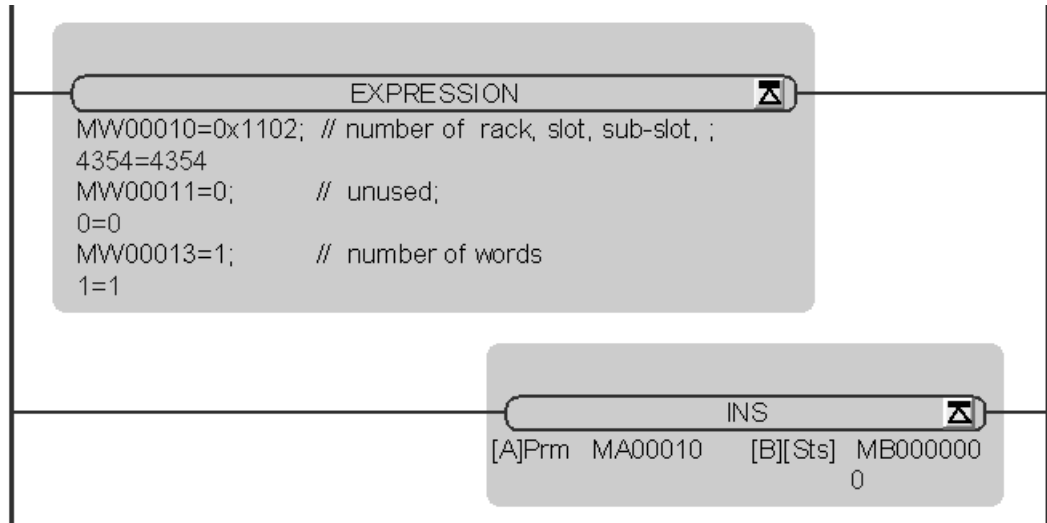 EXPRESSION
MW00010=0x1102; // number of rack, slot, sub-slot, ;
4354=4354
MW00011=0; // unused;
0=0
MW00013=1; // number of words
1=1
INS
[A]Prm MA00010 [B][Sts] MB000000
0